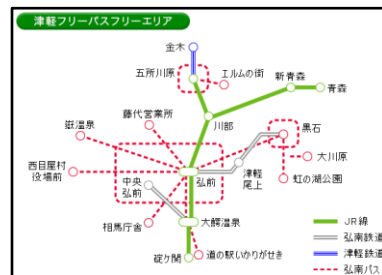 津軽フリーパスフリーエリア
金木
五所川原
エルムの街
新青森
青森
藤代営業所
川部
嶽温泉
黒石
西目屋村
役場前
大川原
中央
弘前
弘前
津軽
尾上
虹の湖公園
相馬庁舎
大鰐温泉
道の駅いかりがせき
碇ケ関
JR線
弘南鉄道
津軽鉄道
弘南バス